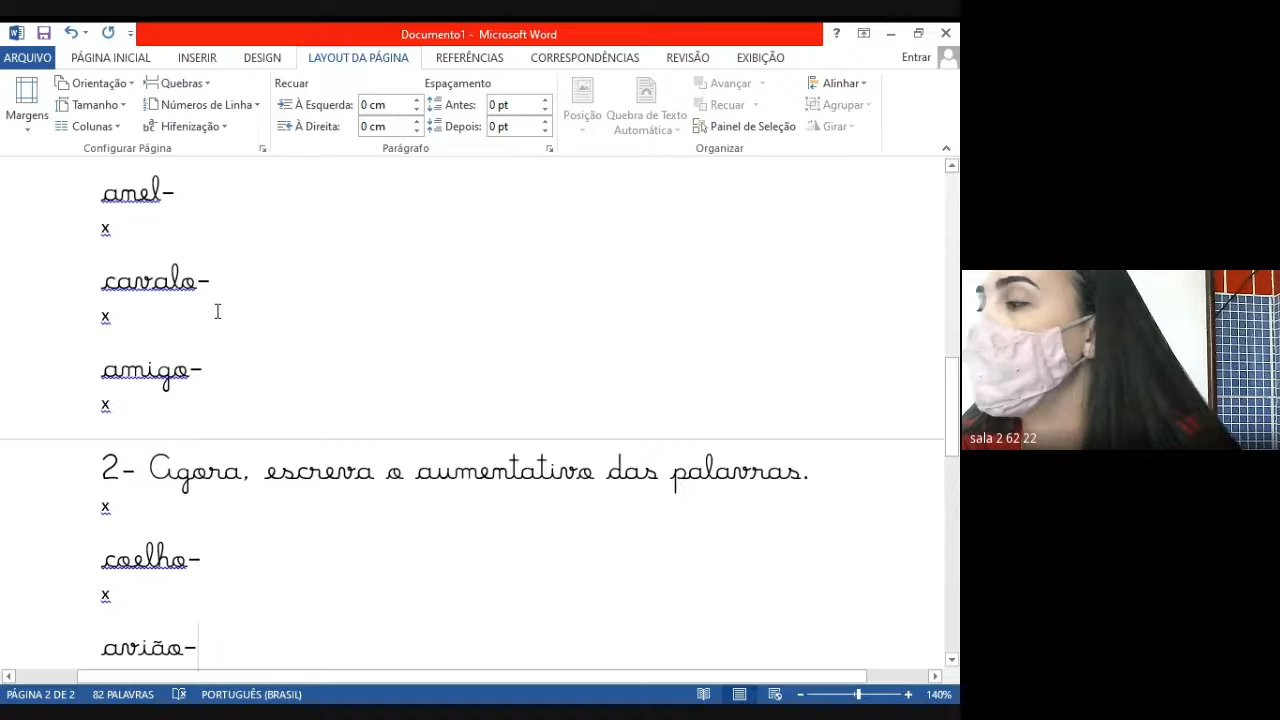 Documento1 - Microsoft Word
?
ARQUIVO PÁGINA INICIAL INSERIR DESIGN LAYOUT DA PÁGINA REFERÊNCIAS CORRESPONDÊNCIAS REVISÃO EXIBIÇÃO Entrar
Margens
Orientação
Tamanho
Colunas
Quebras
Números de Linha
Hifenização
Configurar Página
Recuar
À Esquerda: 0 cm
À Direita: 0 cm
Espaçamento
Antes: 0 pt
Depois: 0 pt
Parágrafo
Posição
Quebra de Texto Automática
Avançar
Recuar
Painel de Seleção
Alinhar
Agrupar
Girar
Organizar
anel-
x
cavalo-
x
amigo-
x
2- Agora, escreva o aumentativo das palavras.
x
coelho-
x
avião-
sala 2 62 22
PÁGINA 2 DE 2 82 PALAVRAS PORTUGUÊS (BRASIL) 140%